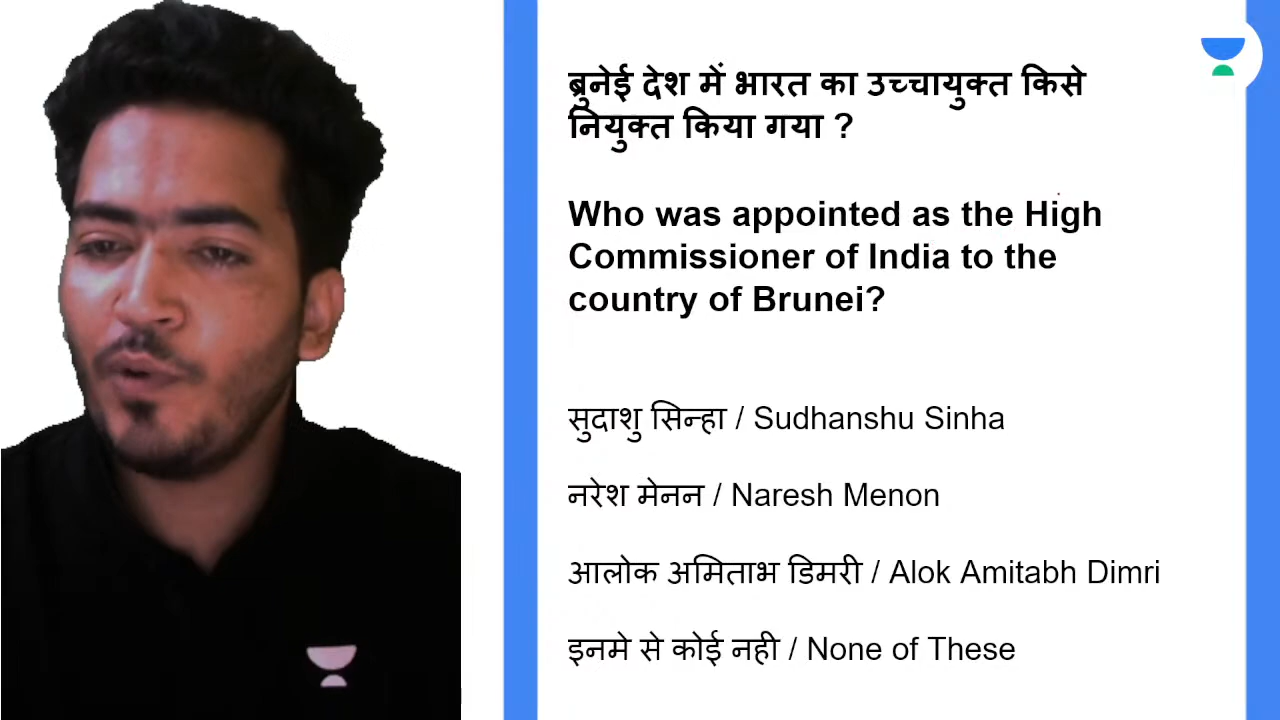 ब्रुनेई देश में भारत का उच्चायुक्त किसे
नियुक्त किया गया ?
Who was appointed as the High
Commissioner of India to the
country of Brunei?
सुदाशु सिन्हा / Sudhanshu Sinha
नरेश मेनन / Naresh Menon
आलोक अमिताभ डिमरी / Alok Amitabh Dimri
इनमे से कोई नही / None of These